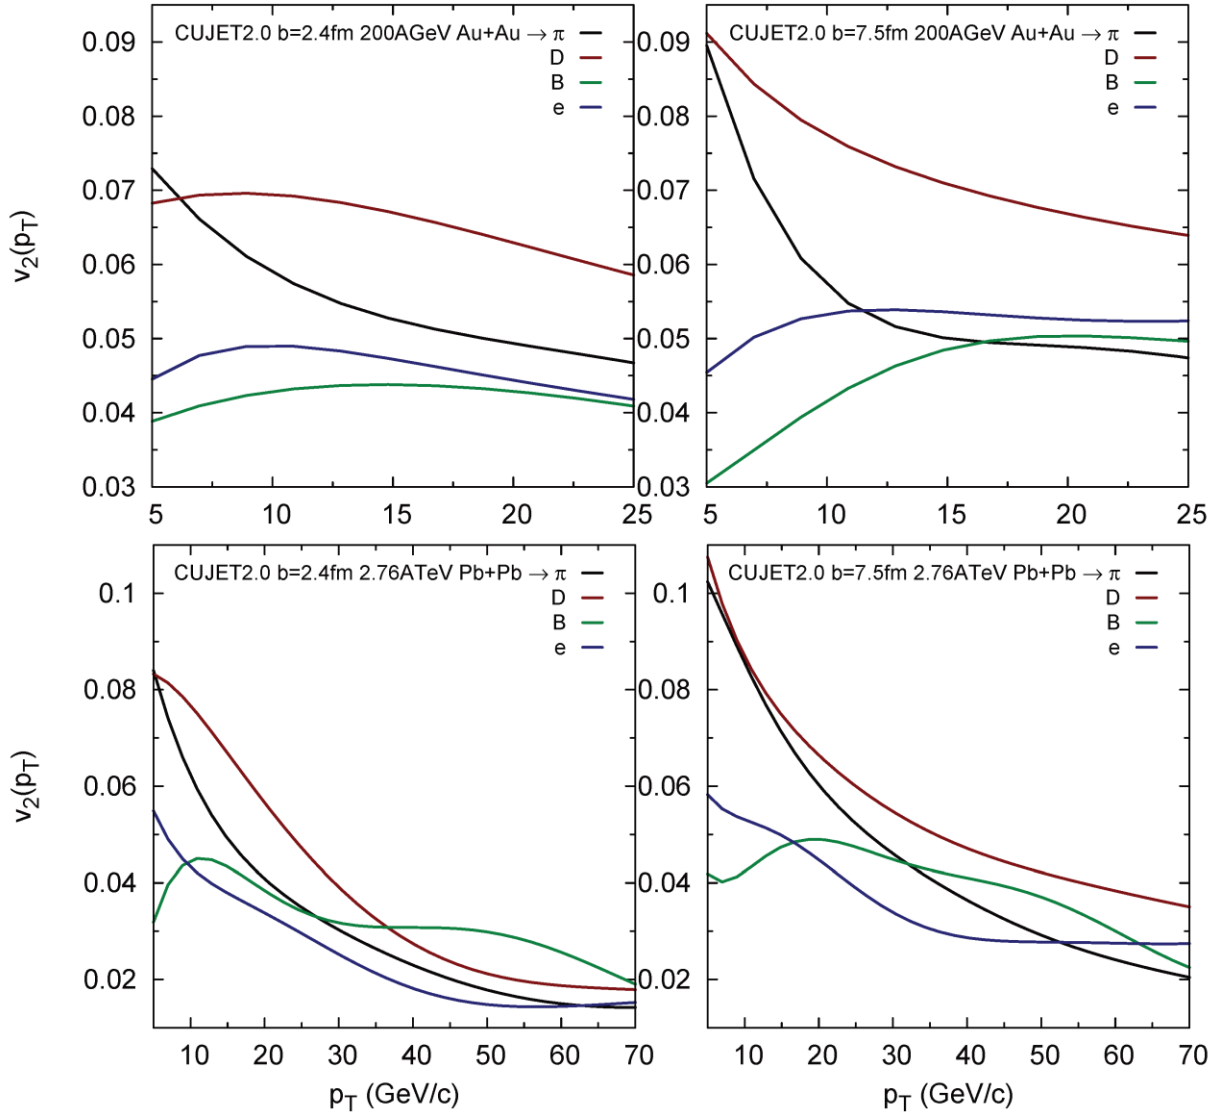 CUJET2.0 b=2.4fm 200AGeV Au+Au → π
D
B
e
0.09
0.08
0.07
0.06
0.05
0.04
0.03
v2(pT)
5
10
15
20
25
CUJET2.0 b=7.5fm 200AGeV Au+Au → π
D
B
e
0.09
0.08
0.07
0.06
0.05
0.04
0.03
5
10
15
20
25
CUJET2.0 b=2.4fm 2.76ATeV Pb+Pb → π
D
B
e
0.1
0.08
0.06
0.04
0.02
v2(pT)
10
20
30
40
50
60
70
pT (GeV/c)
CUJET2.0 b=7.5fm 2.76ATeV Pb+Pb → π
D
B
e
0.1
0.08
0.06
0.04
0.02
10
20
30
40
50
60
70
pT (GeV/c)